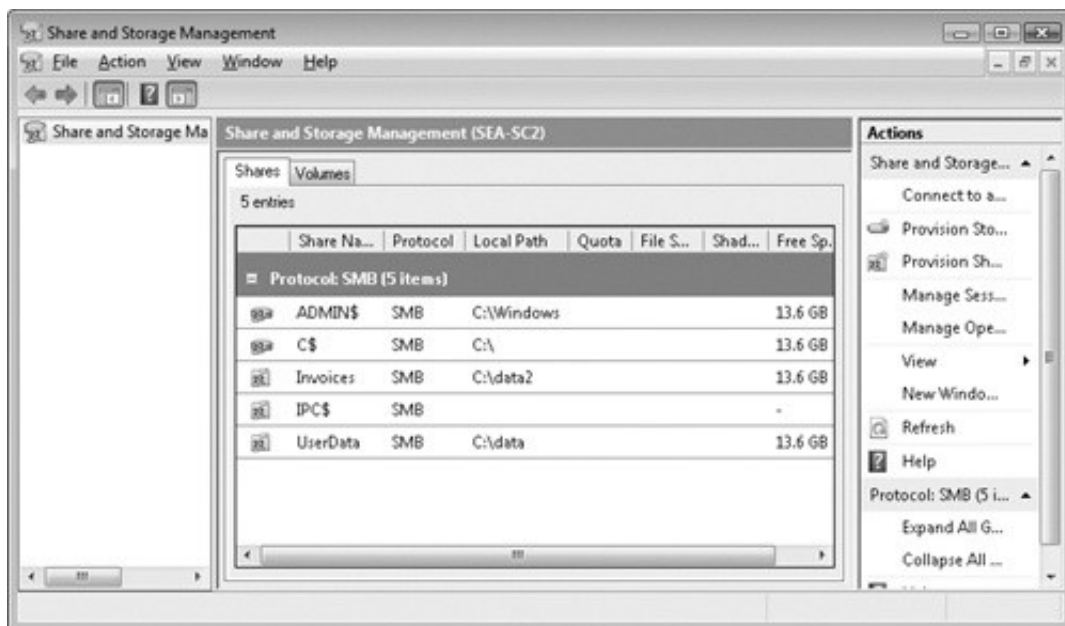 Share and Storage Management
File Action View Window Help
Share and Storage Ma
Share and Storage Management (SEA-SC2)
Shares Volumes
5 entries
Share Na... Protocol Local Path Quota File S... Shad... Free Sp.
Protocol: SMB (5 items)
ADMIN$ SMB C:\Windows 13.6 GB
C$ SMB C:\ 13.6 GB
Invoices SMB C:\data2 13.6 GB
IPC$ SMB -
UserData SMB C:\data 13.6 GB
Actions
Share and Storage...
Connect to a...
Provision Sto...
Provision Sh...
Manage Sess...
Manage Ope...
View
New Windo...
Refresh
Help
Protocol: SMB (5 i...
Expand All G...
Collapse All ...